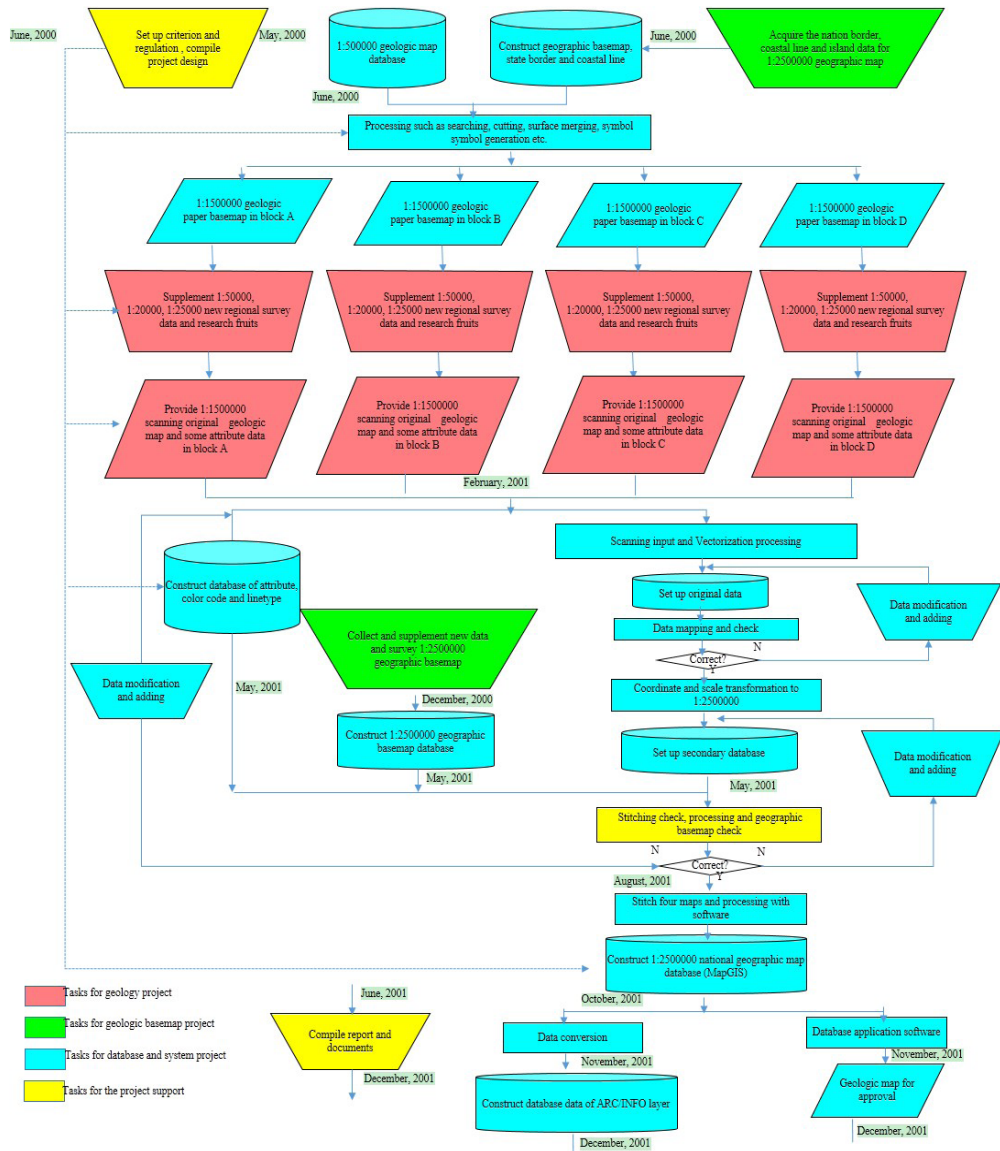 June, 2000
Set up criterion and
regulation , compile
project design
May, 2000
1:500000 geologic map
database
Construct geographic basemap,
state border and coastal line
June, 2000
Acquire the nation border,
coastal line and island data for
1:2500000 geographic map
June, 2000
Processing such as searching, cutting, surface merging, symbol
symbol generation etc.
1:1500000 geologic
paper basemap in block A
1:1500000 geologic
paper basemap in block B
1:1500000 geologic
paper basemap in block C
1:1500000 geologic
paper basemap in block D
Supplement 1:50000,
1:20000, 1:25000 new regional survey
data and research fruits
Supplement 1:50000,
1:20000, 1:25000 new regional survey
data and research fruits
Supplement 1:50000,
1:20000, 1:25000 new regional survey
data and research fruits
Supplement 1:50000,
1:20000, 1:25000 new regional survey
data and research fruits
Provide 1:1500000
scanning original geologic
map and some attribute data
in block A
Provide 1:1500000
scanning original geologic
map and some attribute data
in block B
Provide 1:1500000
scanning original geologic
map and some attribute data
in block C
Provide 1:1500000
scanning original geologic
map and some attribute data
in block D
February, 2001
Scanning input and Vectorization processing
Construct database of attribute,
color code and linetype
Set up original data
Data modification
and adding
Collect and supplement new data
and survey 1:2500000
geographic basemap
Data mapping and check
N
Correct?
Y
Data modification
and adding
May, 2001
Coordinate and scale transformation to
1:2500000
December, 2000
Construct 1:2500000 geographic
basemap database
Set up secondary database
Data modification
and adding
May, 2001
May, 2001
Stitching check, processing and geographic
basemap check
N
N
Correct?
Y
August, 2001
Stitch four maps and processing with
software
Construct 1:2500000 national geographic map
database (MapGIS)
Tasks for geology project
June, 2001
October, 2001
Tasks for geologic basemap project
Compile report and
documents
Data conversion
Database application software
Tasks for database and system project
November, 2001
November, 2001
December, 2001
Tasks for the project support
Construct database data of ARC/INFO layer
Geologic map for
approval
December, 2001
December, 2001